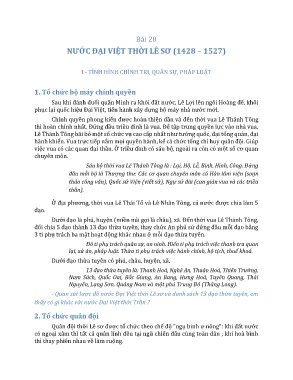 Bài 20
NƯỚC ĐẠI VIỆT THỜI LÊ SƠ (1428 – 1527)
I - TÌNH HÌNH CHÍNH TRỊ, QUÂN SỰ, PHÁP LUẬT
1. Tổ chức bộ máy chính quyền
Sau khi đánh đuổi quân Minh ra khỏi đất nước, Lê Lợi lên ngôi Hoàng đế, khôi
phục lại quốc hiệu Đại Việt, tiến hành xây dựng bộ máy nhà nước mới.
Chính quyền phong kiến được hoàn thiện dần và đến thời vua Lê Thánh Tông
thì hoàn chỉnh nhất. Đứng đầu triều đình là vua. Để tập trung quyền lực vào nhà vua,
Lê Thánh Tông bãi bỏ một số chức vụ cao cấp nhất như tướng quốc, đại tổng quản, đại
hành khiển. Vua trực tiếp nắm mọi quyền hành, kể cả chức tổng chỉ huy quân đội. Giúp
việc vua có các quan đại thần. Ở triều đình có sáu bộ, ngoài ra còn có một số cơ quan
chuyên môn.
Sáu bộ thời vua Lê Thánh Tông là : Lại, Hộ, Lễ, Binh, Hình, Công. Đứng
đầu mỗi bộ là Thượng thư. Các cơ quan chuyên môn có Hàn lâm viện (soạn
thảo công văn), Quốc sử viện (viết sử), Ngự sử đài (can gián vua và các triều
thần).
Ở địa phương, thời vua Lê Thái Tổ và Lê Nhân Tông, cả nước được chia làm 5
đạo.
Dưới đạo là phủ, huyện (miền núi gọi là châu), xã. Đến thời vua Lê Thánh Tông,
đổi chia 5 đạo thành 13 đạo thừa tuyên, thay chức An phủ sứ đứng đầu mỗi đạo bằng
3 ti phụ trách ba mặt hoạt động khác nhau ở mỗi đạo thừa tuyên.
Đô ti phụ trách quân sự, an ninh. Hiến ti phụ trách việc thanh tra quan
lại, xử án, pháp luật. Thừa ti phụ trách việc hành chính, hộ tịch, thuế khoá.
Dưới đạo thừa tuyên có phủ, châu, huyện, xã.
13 đạo thừa tuyên là: Thanh Hoá, Nghệ An, Thuận Hoá, Thiên Trường,
Nam Sách, Quốc Oai, Bắc Giang, An Bang, Hưng Hoá, Tuyên Quang, Thái
Nguyên, Lạng Sơn, Quảng Nam và một phủ Trung Đô (Thăng Long).
- Quan sát lược đồ nước Đại Việt thời Lê sơ và danh sách 13 đạo thừa tuyên, em
thấy có gì khác với nước Đại Việt thời Trần ?
2. Tổ chức quân đội
Quân đội thời Lê sơ được tổ chức theo chế độ "ngụ binh ư nông": khi đất nước
có ngoại xâm thì tất cả quân lính đều tại ngũ chiến đấu cùng toàn dân ; khi hoà bình
thì thay phiên nhau về làm ruộng.